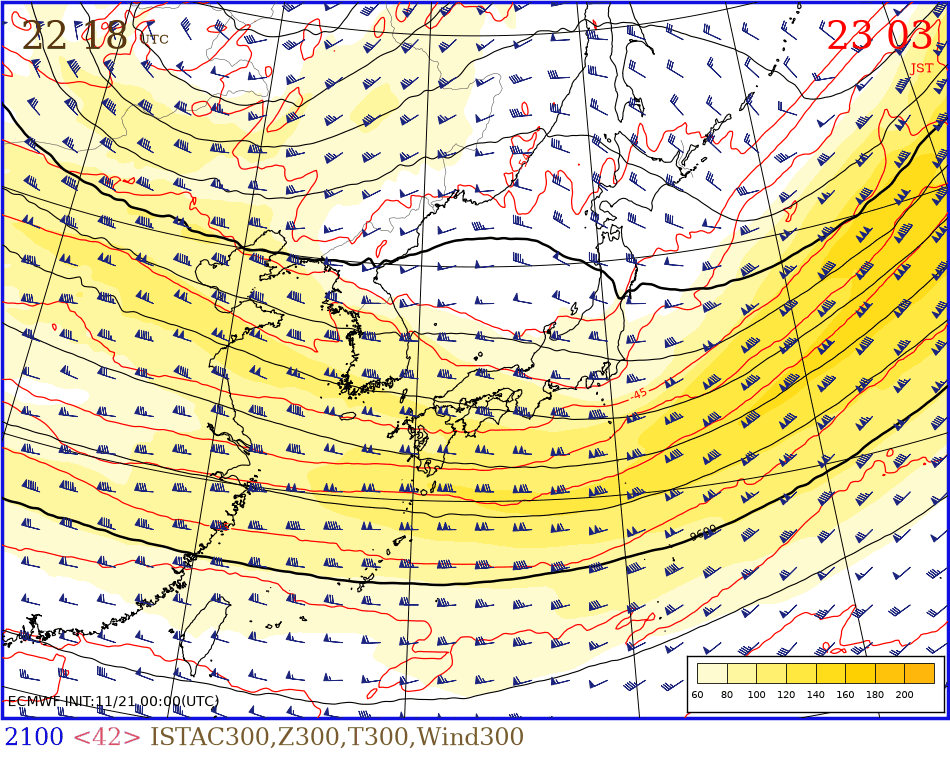 22 18 UTC
23 03
JST
-45
9600
60 80 100 120 140 160 180 200
ECMWF INIT:11/21 00:00(UTC)
2100 <42> ISTAC300,Z300,T300,Wind300